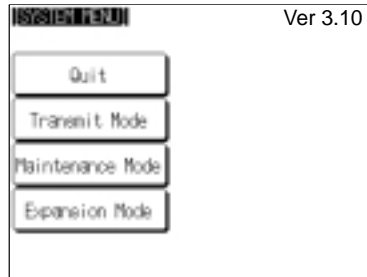 [SYSTEM MENU]
Ver 3.10
Quit
Transmit Mode
Maintenance Mode
Expansion Mode